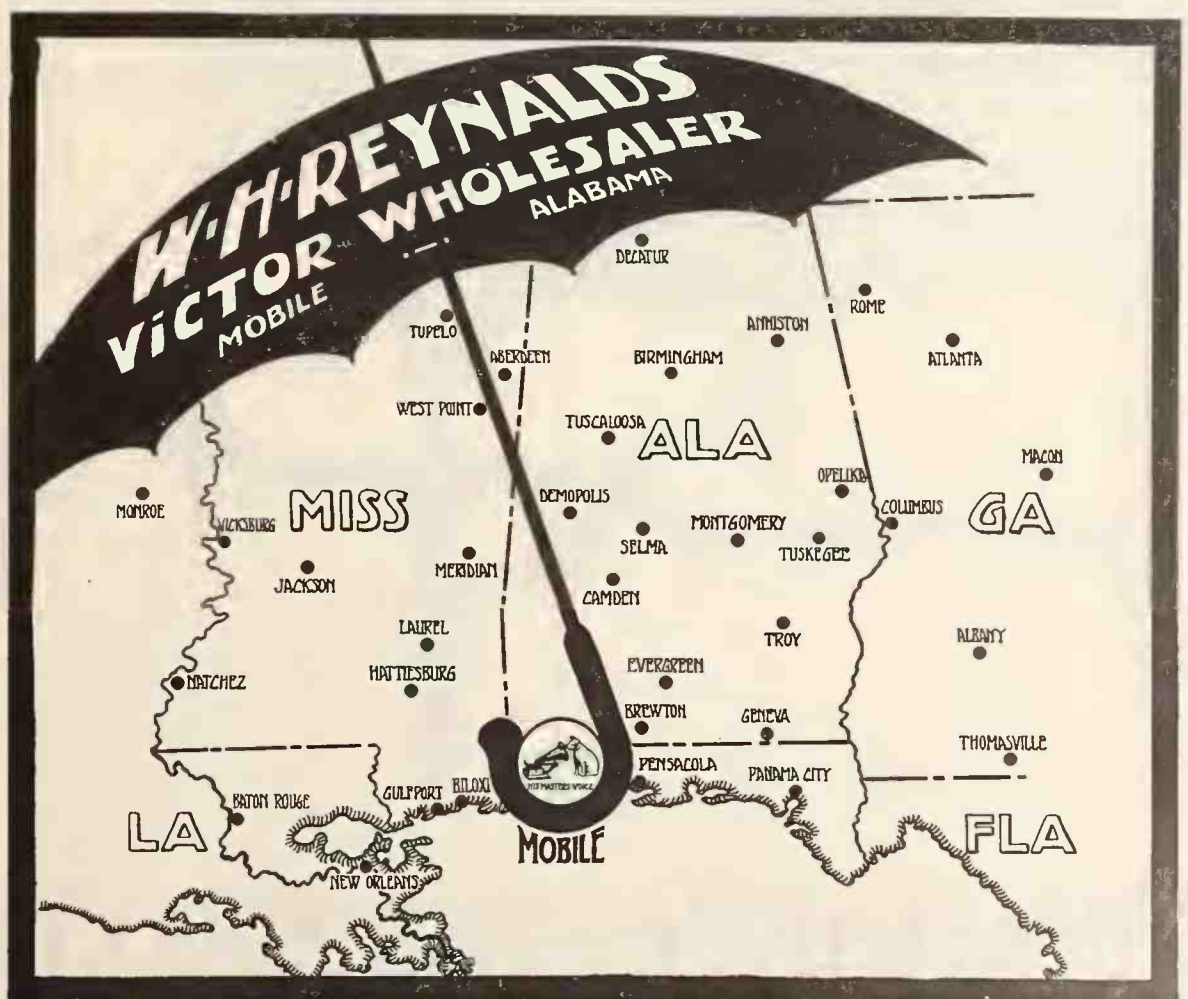 W·H·REYNALDS
VICTOR WHOLESALER
MOBILE ALABAMA
DECATUR
ROME
TUPELO
ANNISTON
ABERDEEN
BIRMINGHAM
ATLANTA
WEST POINT
TUSCALOOSA
ALA
MACON
OPELIKA
MONROE
VICKSBURG
MISS
DEMOPOLIS
SELMA
MONTGOMERY
TUSKEGEE
COLUMBUS
GA
JACKSON
MERIDIAN
CAMDEN
LAUREL
TROY
ALBANY
NATCHEZ
HATTIESBURG
EVERGREEN
BREWTON
GENEVA
THOMASVILLE
PENSACOLA
PANAMA CITY
BATON ROUGE
GULFPORT
BILOXI
HIS MASTERS VOICE
LA
MOBILE
FLA
NEW ORLEANS